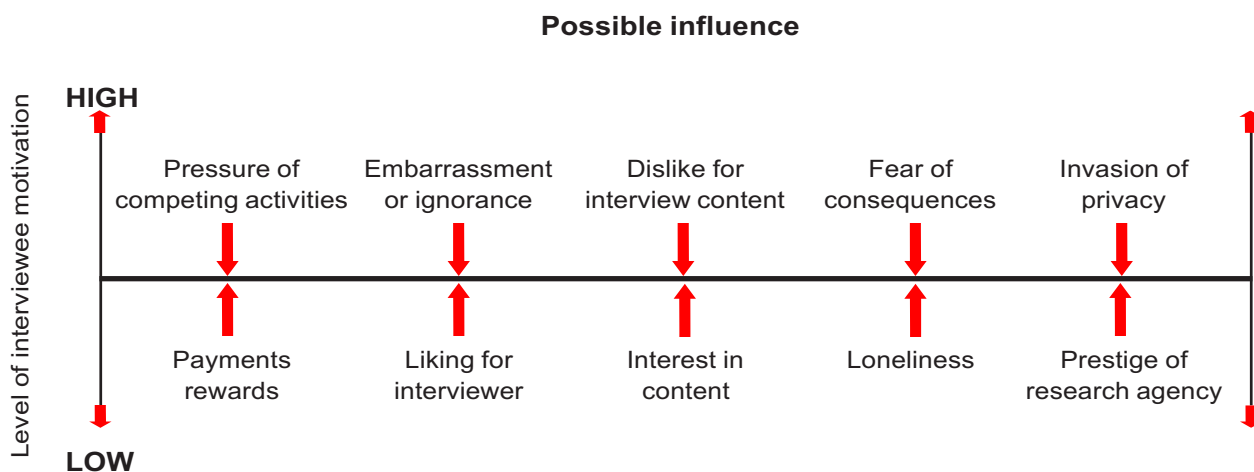 Possible influence
Level of interviewee motivation
HIGH
Pressure of
competing activities
Embarrassment
or ignorance
Dislike for
interview content
Fear of
consequences
Invasion of
privacy
Payments
rewards
Liking for
interviewer
Interest in
content
Loneliness
Prestige of
research agency
LOW